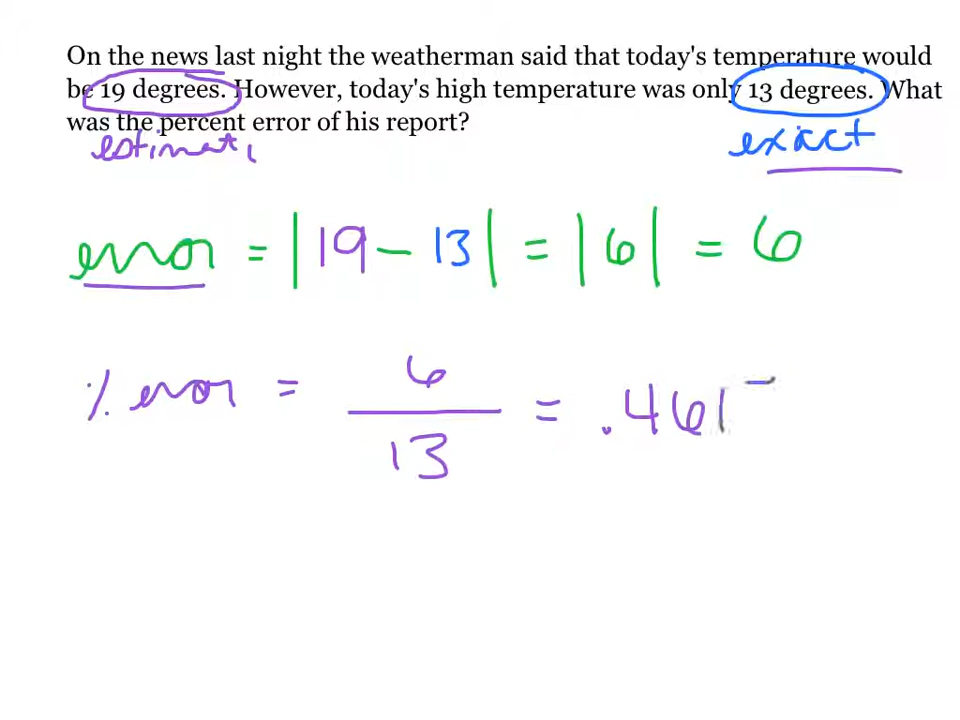 On the news last night the weatherman said that today's temperature would
be 19 degrees. However, today's high temperature was only 13 degrees. What
was the percent error of his report?
estimati
exact
error = |19 - 13| = |6| = 6
% error = 6/13 = .461